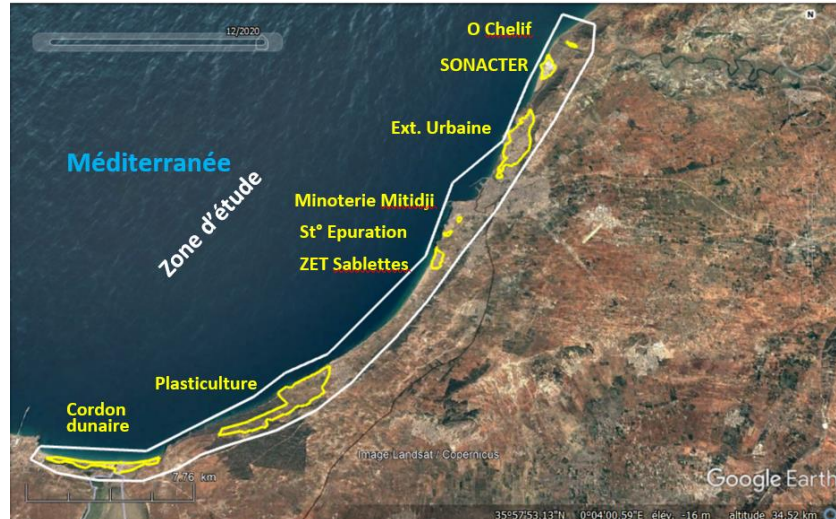 12/2020
N
O Chelif
SONACTER
Ext. Urbaine
Méditerranée
Zone d'étude
Minoterie Mitidji
St° Epuration
ZET Sablettes
Plasticulture
Cordon
dunaire
Image Landsat / Copernicus
7.76 km
Google Earth
35°57'53.13"N 0°04'00.59"E élév. -16 m altitude 34.52 km